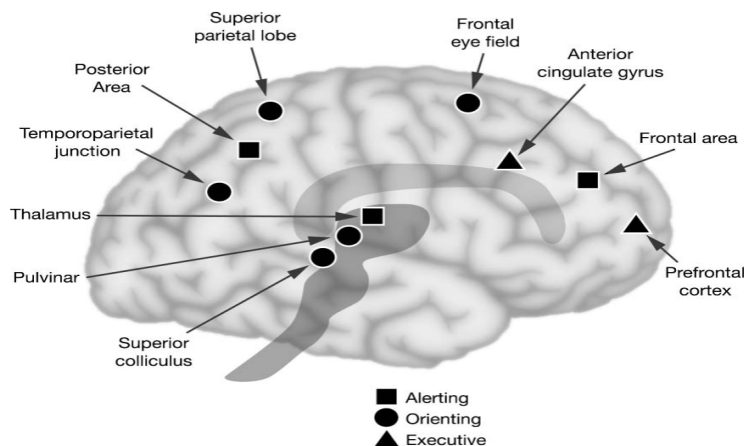 Superior
parietal lobe
Frontal
eye field
Anterior
cingulate gyrus
Posterior
Area
Temporoparietal
junction
Frontal area
Thalamus
Pulvinar
Prefrontal
cortex
Superior
colliculus
Alerting
Orienting
Executive